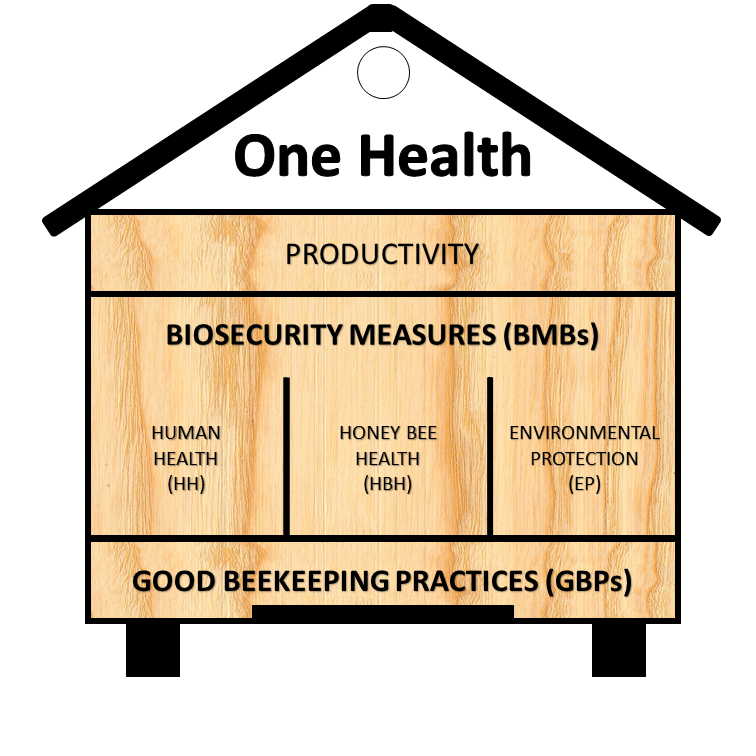 One Health
PRODUCTIVITY
BIOSECURITY MEASURES (BMBs)
HUMAN
HEALTH
(HH)
HONEY BEE
HEALTH
(HBH)
ENVIRONMENTAL
PROTECTION
(EP)
GOOD BEEKEEPING PRACTICES (GBPs)